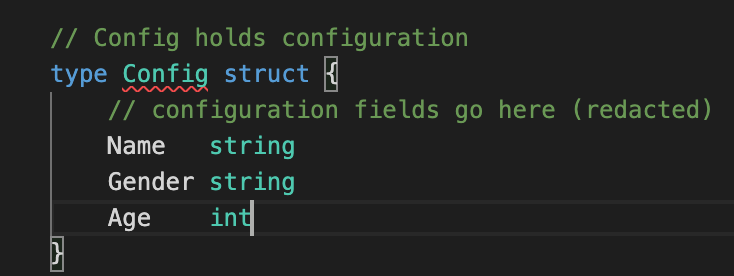 // Config holds configuration
type Config struct {
// configuration fields go here (redacted)
Name string
Gender string
Age int
}